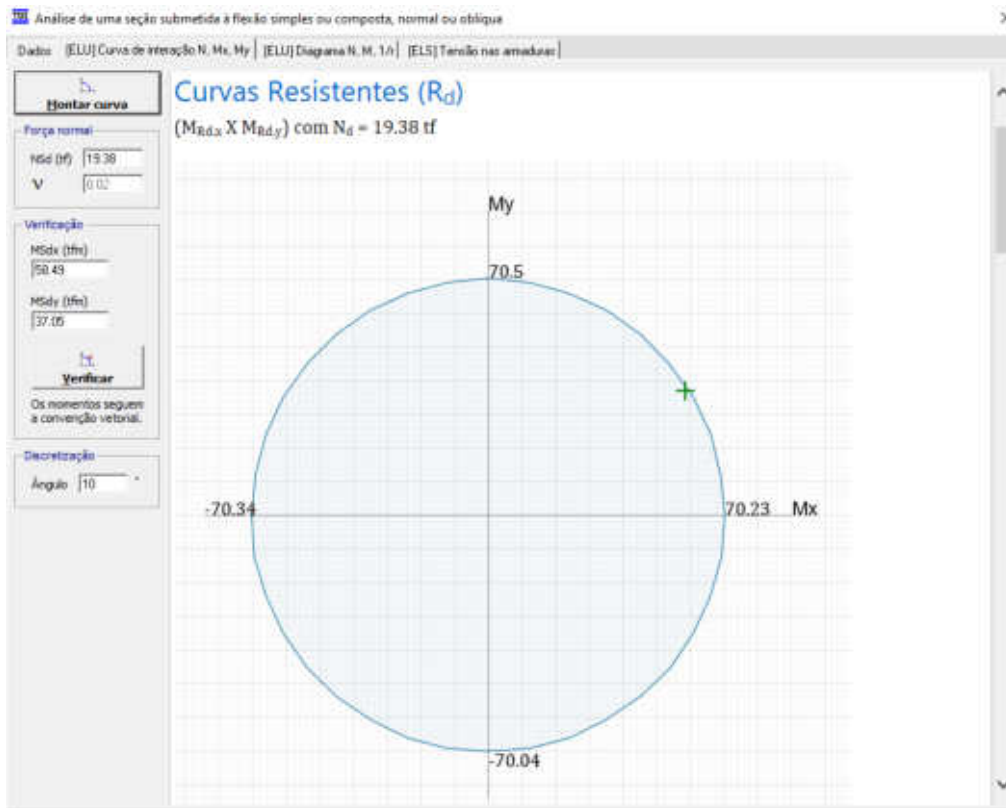 Análise de uma seção submetida à flexão simples ou composta, normal ou oblíqua
Dados [ELU] Curva de interação N, Mx, My [ELU] Diagrama N, M, 1/r [ELS] Tensão nas armaduras
Montar curva
Força normal
NSd (tf) 19.38
ν 0.02
Verificação
MSdx (tfm)
58.49
MSdy (tfm)
37.05
Verificar
Os momentos seguem
a convenção vetorial.
Discretização
Ângulo 10 °
Curvas Resistentes (Rd)
(MRd,x X MRd,y) com Nd = 19.38 tf
My
70.5
-70.34
70.23 Mx
-70.04